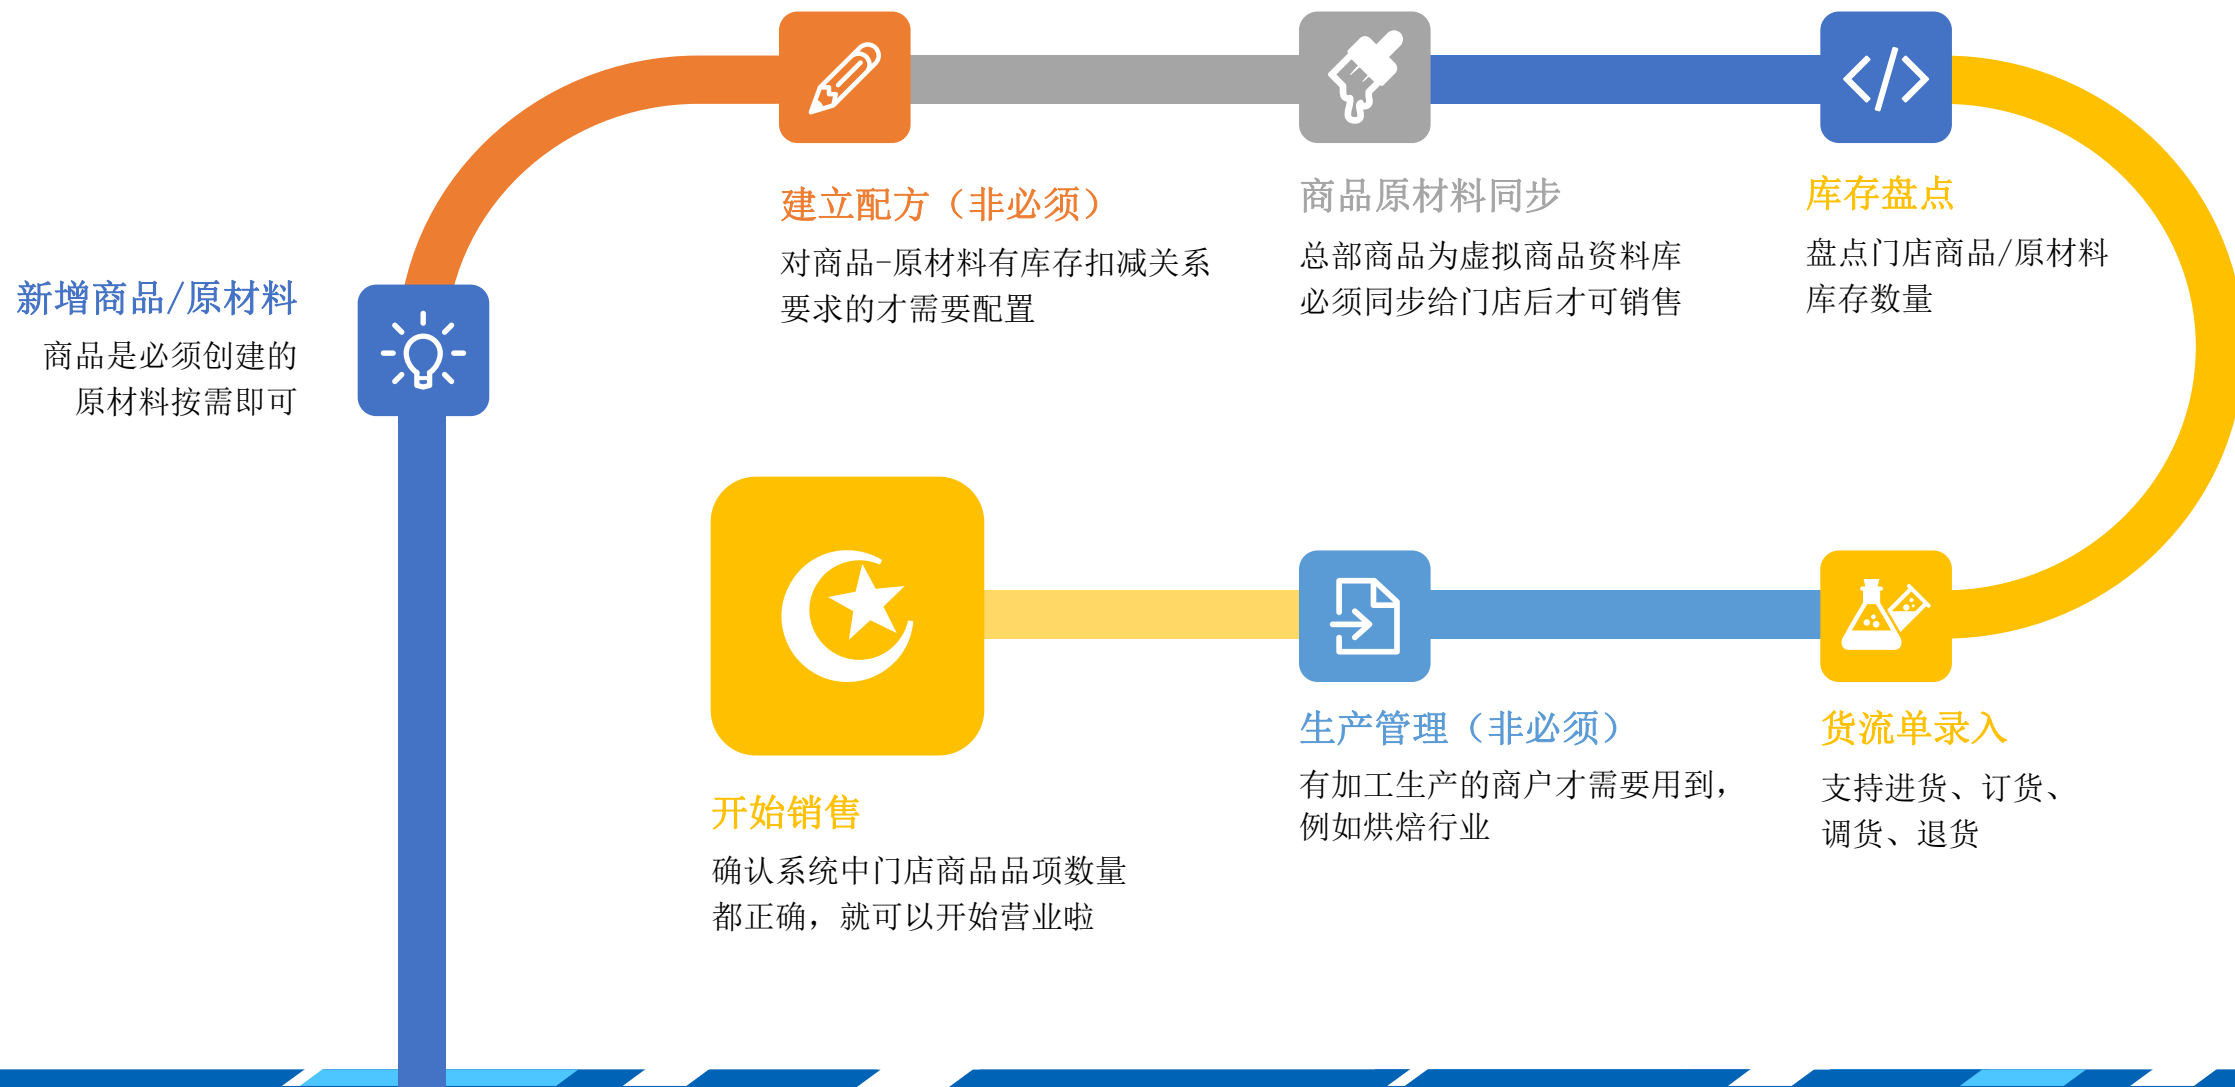 新增商品/原材料
商品是必须创建的
原材料按需即可
建立配方（非必须）
对商品-原材料有库存扣减关系
要求的才需要配置
商品原材料同步
总部商品为虚拟商品资料库
必须同步给门店后才可销售
库存盘点
盘点门店商品/原材料
库存数量
货流单录入
支持进货、订货、
调货、退货
生产管理（非必须）
有加工生产的商户才需要用到，
例如烘焙行业
开始销售
确认系统中门店商品品项数量
都正确，就可以开始营业啦